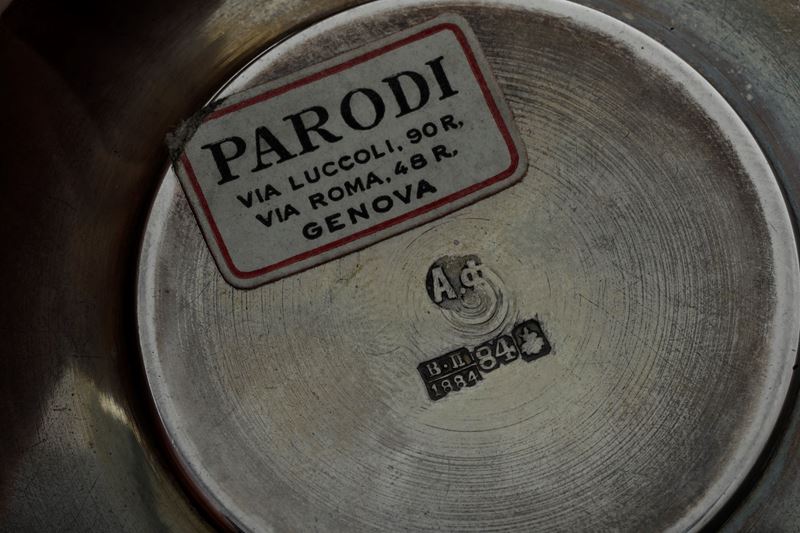 PARODI
VIA LUCCOLI, 90 R,
VIA ROMA, 48 R,
GENOVA
А.Ф
В.П 84
1884